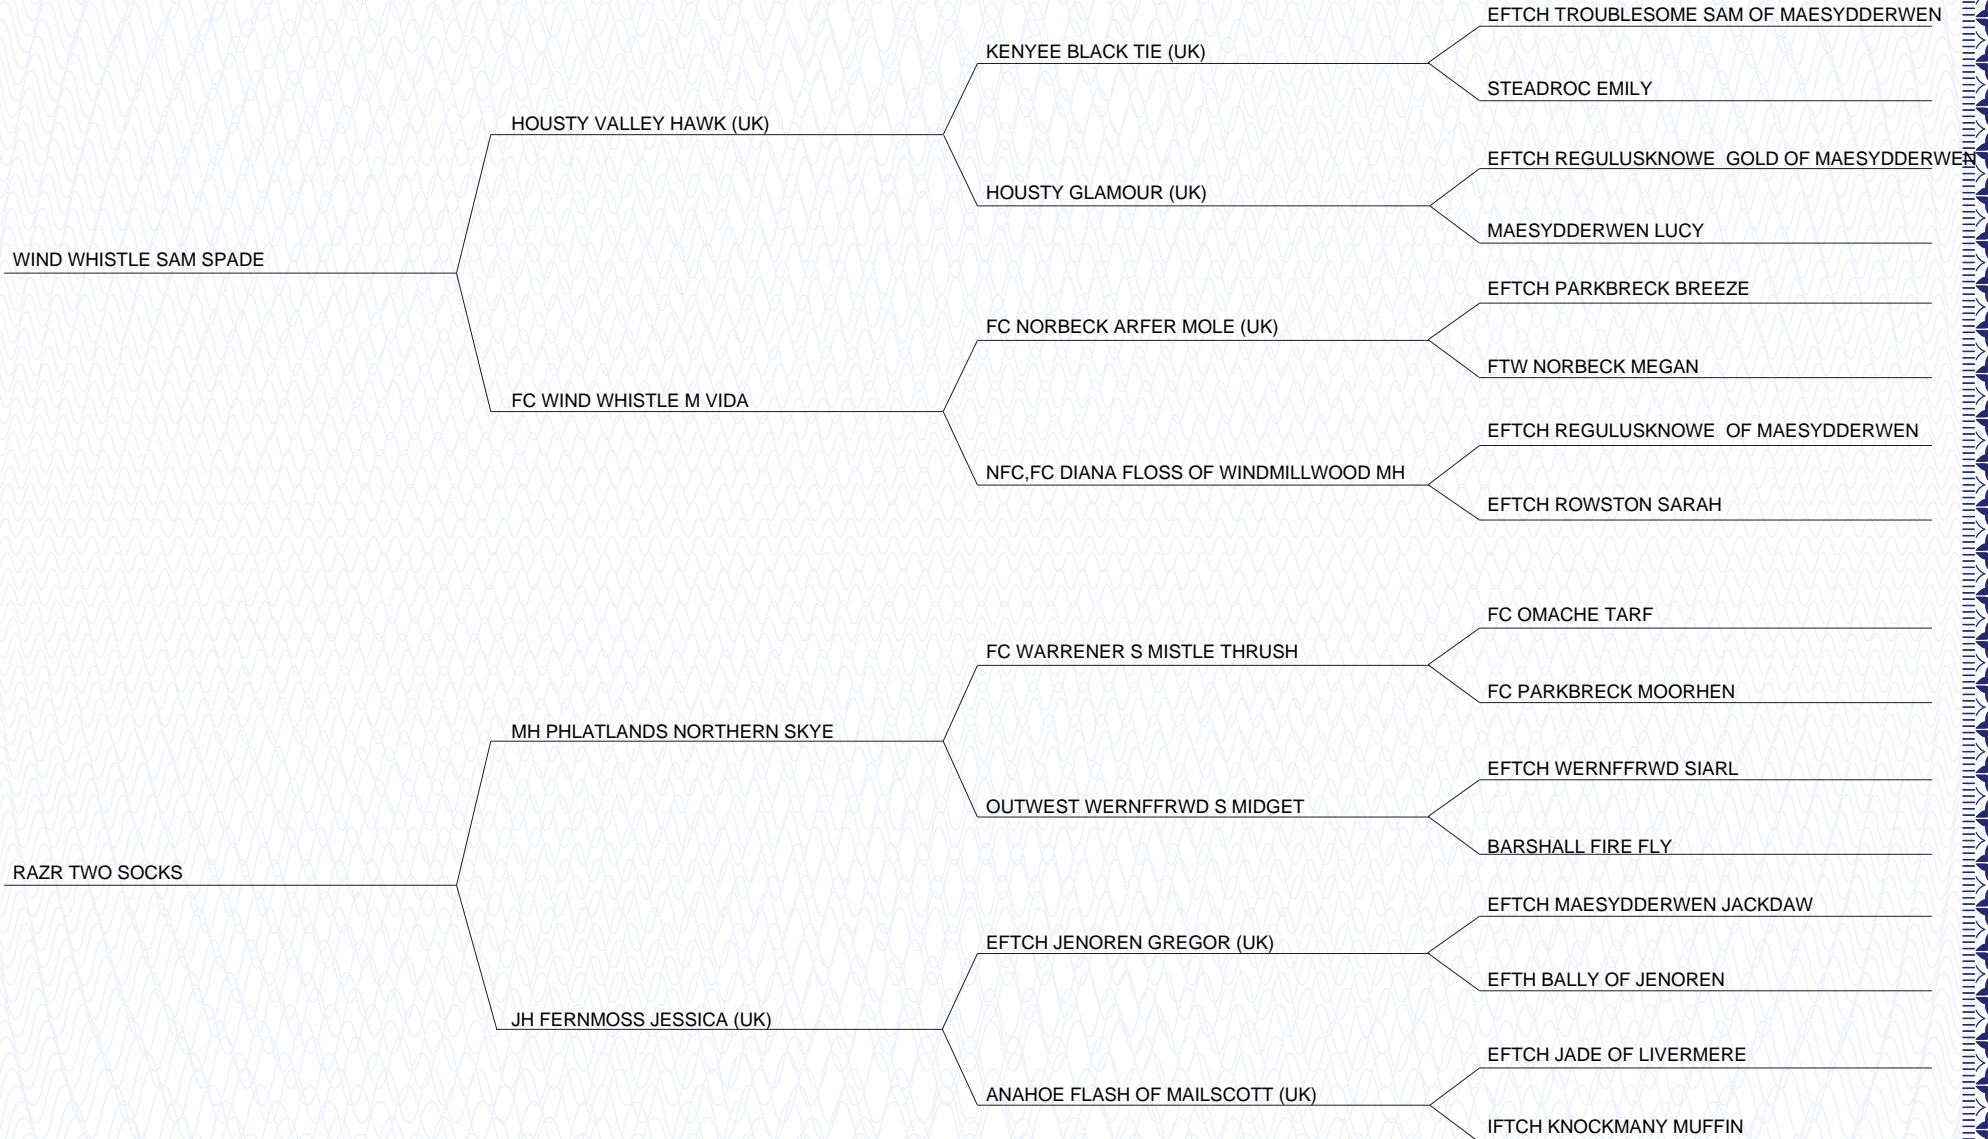 EFTCH TROUBLESOME SAM OF MAESYDDERWEN
KENYEE BLACK TIE (UK)
STEADROC EMILY
HOUSTY VALLEY HAWK (UK)
EFTCH REGULUSKNOWE  GOLD OF MAESYDDERWEN
HOUSTY GLAMOUR (UK)
MAESYDDERWEN LUCY
WIND WHISTLE SAM SPADE
EFTCH PARKBRECK BREEZE
FC NORBECK ARFER MOLE (UK)
FTW NORBECK MEGAN
FC WIND WHISTLE M VIDA
EFTCH REGULUSKNOWE  OF MAESYDDERWEN
NFC,FC DIANA FLOSS OF WINDMILLWOOD MH
EFTCH ROWSTON SARAH
FC OMACHE TARF
FC WARRENER S MISTLE THRUSH
FC PARKBRECK MOORHEN
MH PHLATLANDS NORTHERN SKYE
EFTCH WERNFFRWD SIARL
OUTWEST WERNFFRWD S MIDGET
BARSHALL FIRE FLY
RAZR TWO SOCKS
EFTCH MAESYDDERWEN JACKDAW
EFTCH JENOREN GREGOR (UK)
EFTH BALLY OF JENOREN
JH FERNMOSS JESSICA (UK)
EFTCH JADE OF LIVERMERE
ANAHOE FLASH OF MAILSCOTT (UK)
IFTCH KNOCKMANY MUFFIN